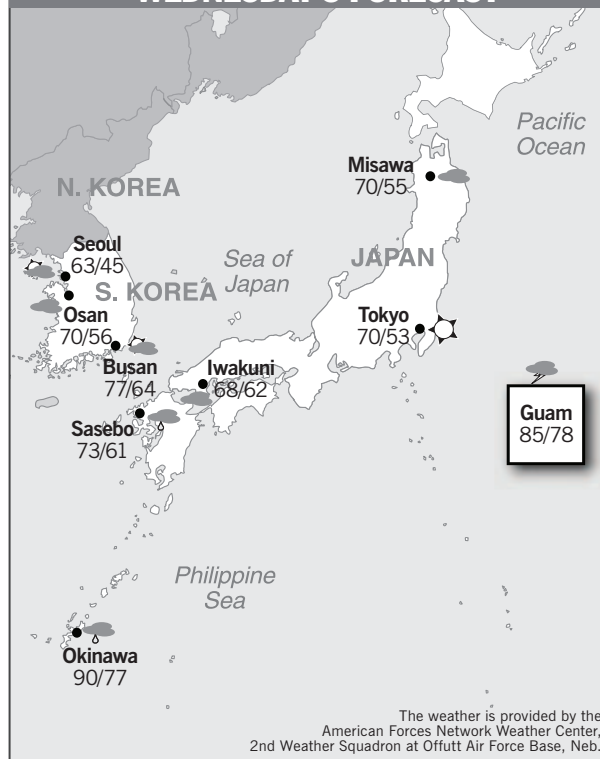 WEDNESDAY'S FORECAST
Pacific
Ocean
Misawa
70/55
N. KOREA
Seoul
63/45
Sea of
Japan
JAPAN
S. KOREA
Osan
70/56
Tokyo
70/53
Busan
77/64
Iwakuni
68/62
Guam
85/78
Sasebo
73/61
Philippine
Sea
Okinawa
90/77
The weather is provided by the
American Forces Network Weather Center,
2nd Weather Squadron at Offutt Air Force Base, Neb.